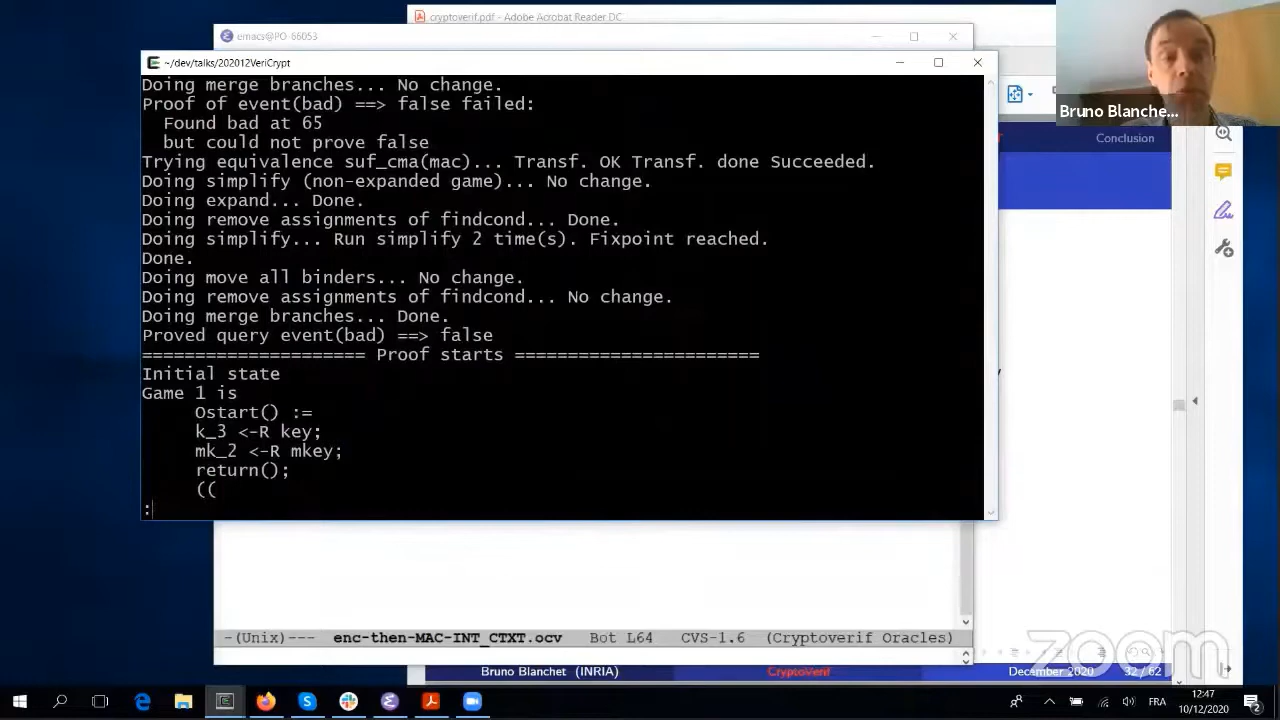 cryptoverif.pdf - Adobe Acrobat Reader DC
emacs@PO-66053
~/dev/talks/202012VeriCrypt
Doing merge branches... No change.
Proof of event(bad) ==> false failed:
Found bad at 65
but could not prove false
Trying equivalence suf_cma(mac)... Transf. OK Transf. done Succeeded.
Doing simplify (non-expanded game)... No change.
Doing expand... Done.
Doing remove assignments of findcond... Done.
Doing simplify... Run simplify 2 time(s). Fixpoint reached.
Done.
Doing move all binders... No change.
Doing remove assignments of findcond... No change.
Doing merge branches... Done.
Proved query event(bad) ==> false
===================== Proof starts =======================
Initial state
Game 1 is
Ostart() :=
k_3 <-R key;
mk_2 <-R mkey;
return();
((
:
Bruno Blanche...
Conclusion
-(Unix)--- enc-then-MAC-INT_CTXT.ocv Bot L64 CVS-1.6 (Cryptoverif Oracles)
Bruno Blanchet (INRIA) CryptoVerif December 2020 32 / 62
zoom
FRA
12:47
10/12/2020
2